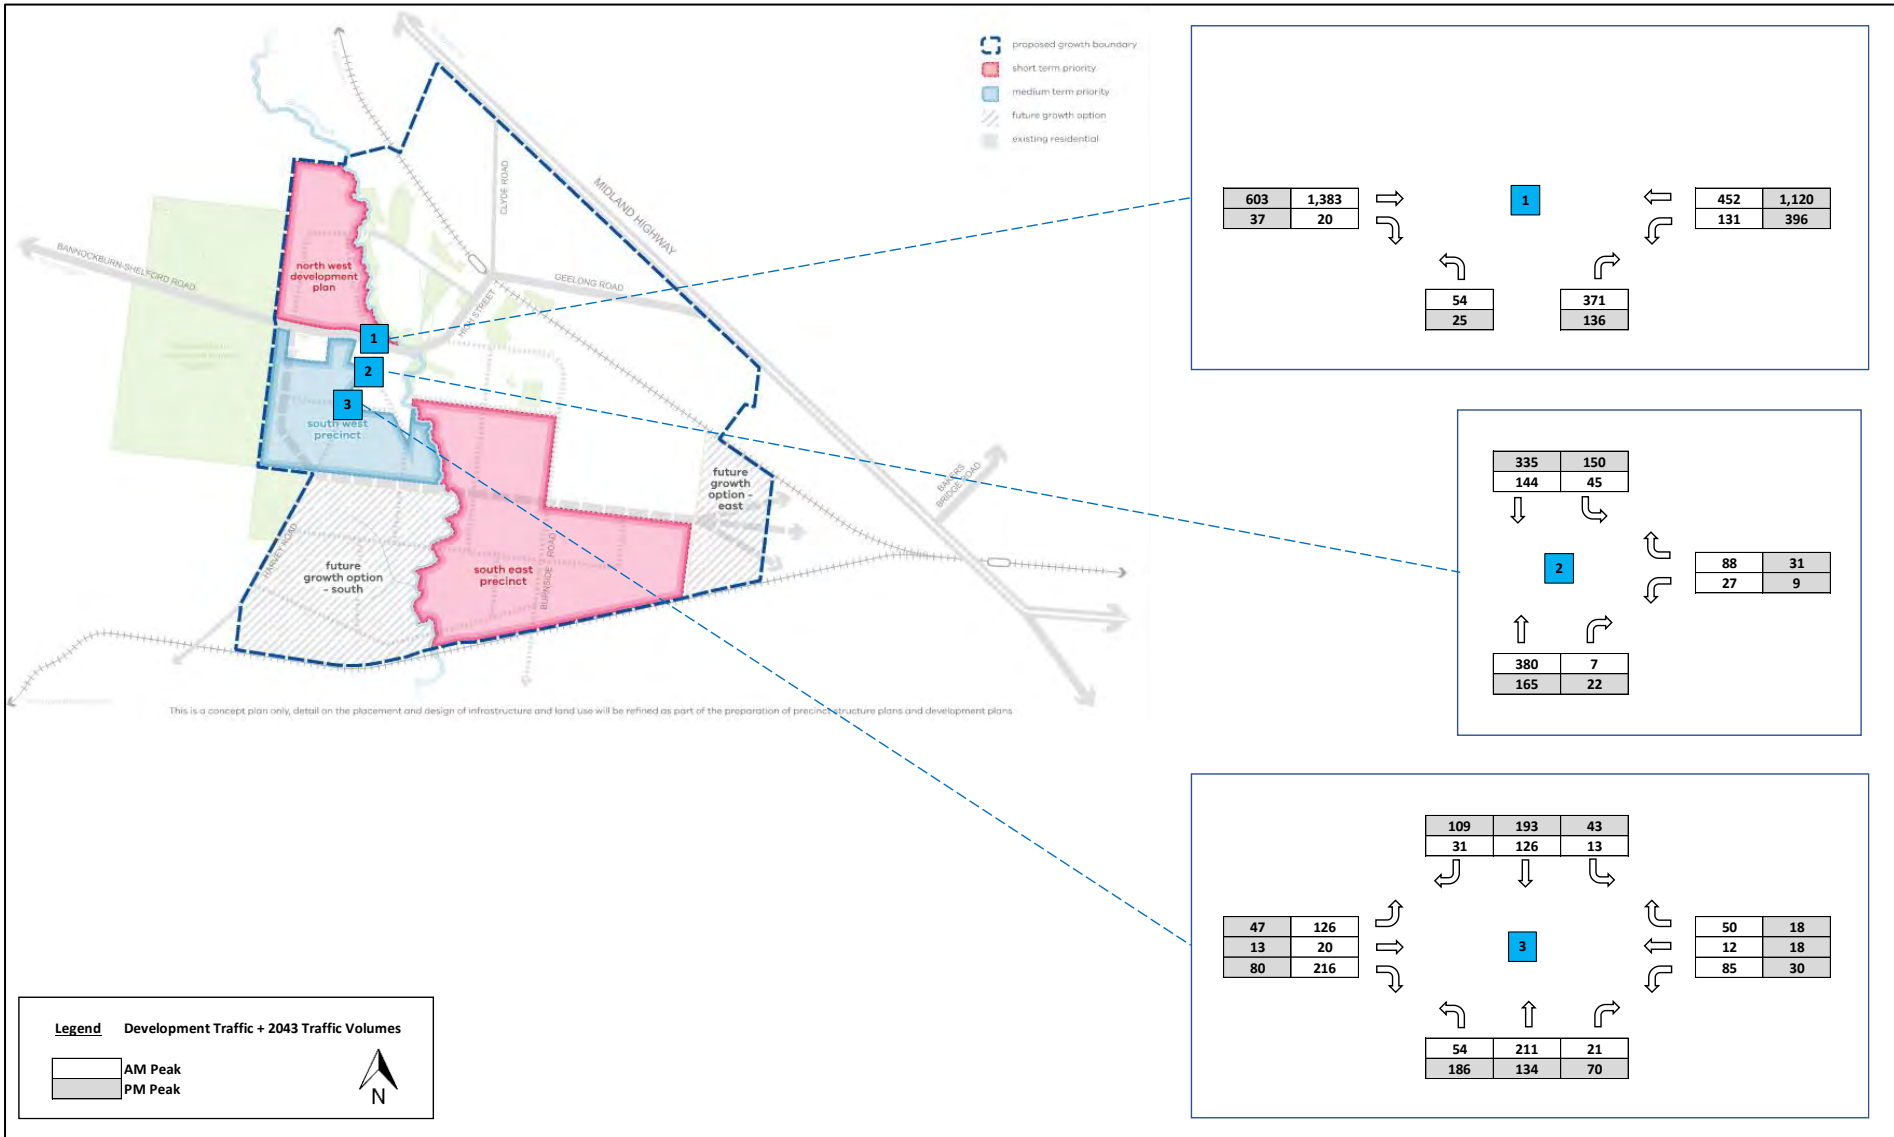 proposed growth boundary
short term priority
medium term priority
future growth option
existing residential
CLYDE ROAD
MIDLAND HIGHWAY
BANNOCKBURN-SHELFORD ROAD
north west
development
plan
GEELONG ROAD
HIGH STREET
1
2
3
south west
precinct
future
growth
option -
east
BAKERS
BRIDGE ROAD
HARVEY ROAD
future
growth option
- south
south east
precinct
BURNSIDE ROAD
This is a concept plan only, detail on the placement and design of infrastructure and land use will be refined as part of the preparation of precinct structure plans and development plans
603 1,383
37 20
1
452 1,120
131 396
54
25
371
136
335 150
144 45
2
88 31
27 9
380 7
165 22
109 193 43
31 126 13
47 126
13 20
80 216
3
50 18
12 18
85 30
54 211 21
186 134 70
Legend Development Traffic + 2043 Traffic Volumes
AM Peak
PM Peak
N